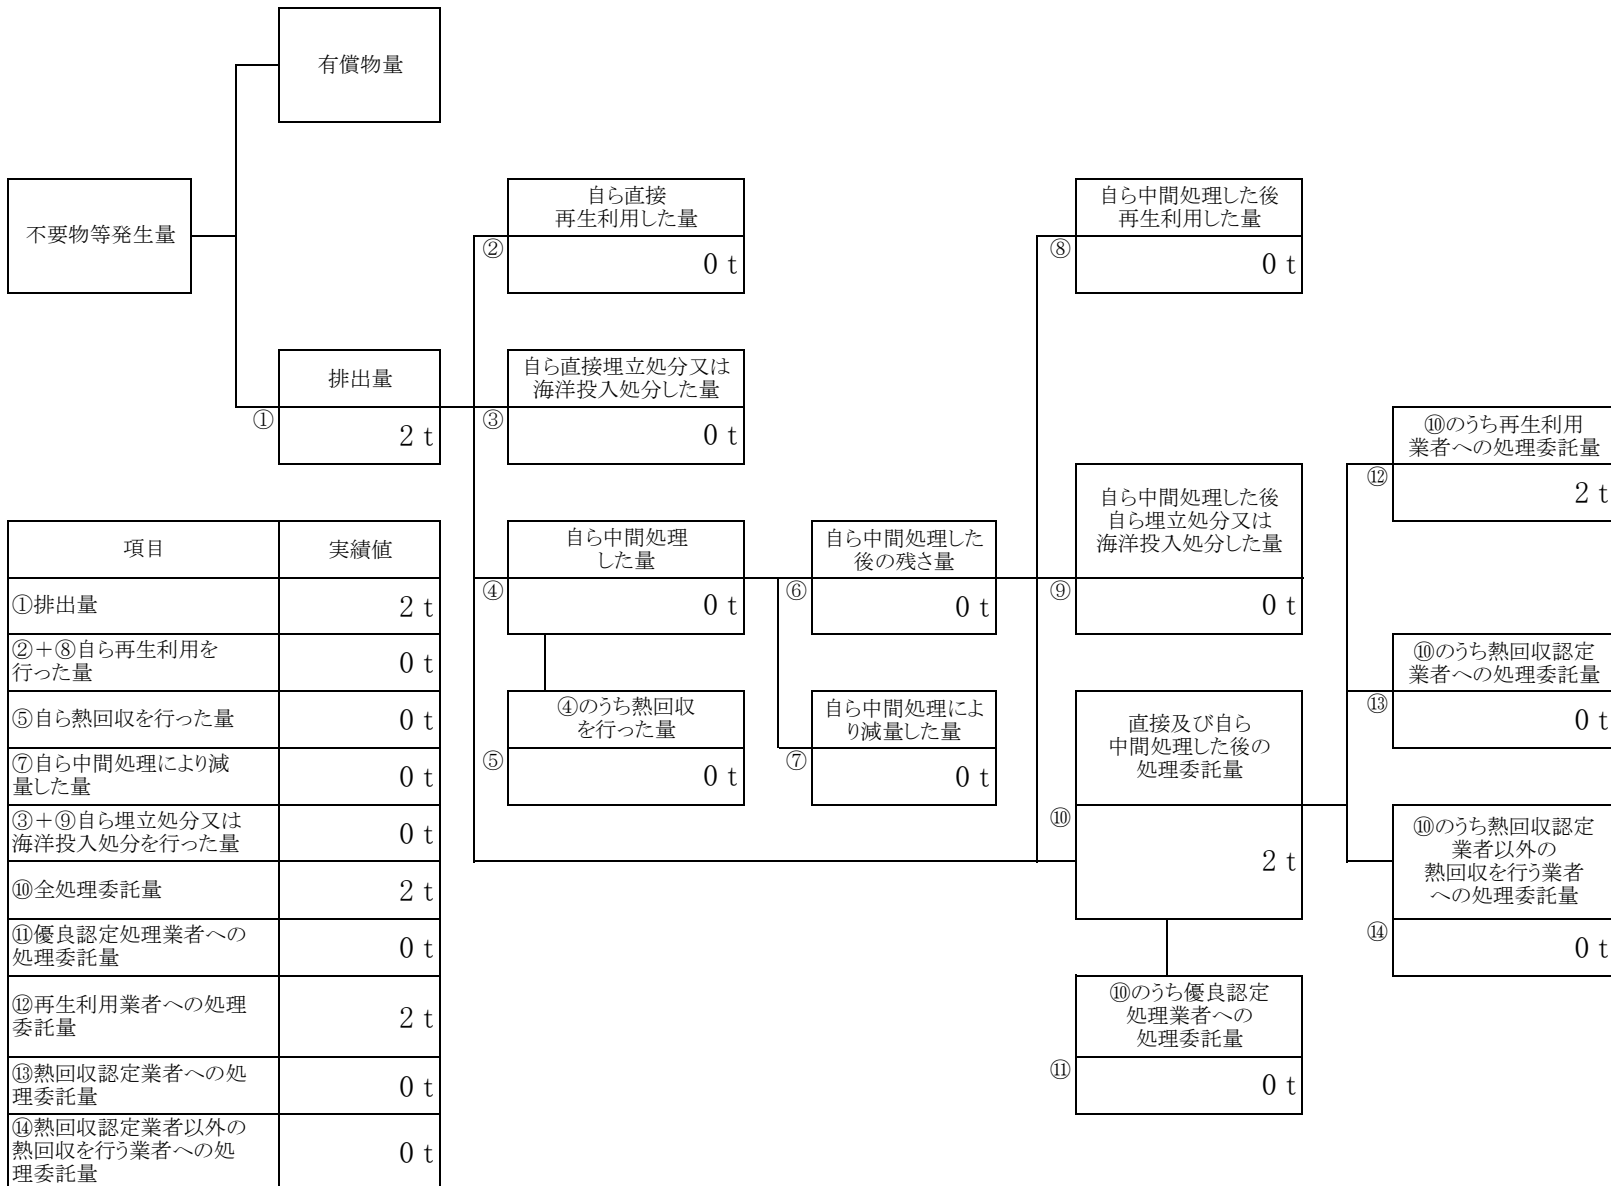 有償物量
不要物等発生量
自ら直接
再生利用した量
②
0 t
自ら中間処理した後
再生利用した量
⑧
0 t
排出量
①
2 t
自ら直接埋立処分又は
海洋投入処分した量
③
0 t
⑩のうち再生利用
業者への処理委託量
⑫
2 t
自ら中間処理
した量
④
0 t
自ら中間処理した
後の残さ量
⑥
0 t
自ら中間処理した後
自ら埋立処分又は
海洋投入処分した量
⑨
0 t
⑩のうち熱回収認定
業者への処理委託量
⑬
0 t
④のうち熱回収
を行った量
⑤
0 t
自ら中間処理によ
り減量した量
⑦
0 t
直接及び自ら
中間処理した後の
処理委託量
⑩
2 t
⑩のうち熱回収認定
業者以外の
熱回収を行う業者
への処理委託量
⑭
0 t
⑩のうち優良認定
処理業者への
処理委託量
⑪
0 t
項目 実績値
①排出量 2 t
②+⑧自ら再生利用を
行った量 0 t
⑤自ら熱回収を行った量 0 t
⑦自ら中間処理により減
量した量 0 t
③+⑨自ら埋立処分又は
海洋投入処分を行った量 0 t
⑩全処理委託量 2 t
⑪優良認定処理業者への
処理委託量 0 t
⑫再生利用業者への処理
委託量 2 t
⑬熱回収認定業者への処
理委託量 0 t
⑭熱回収認定業者以外の
熱回収を行う業者への処
理委託量 0 t